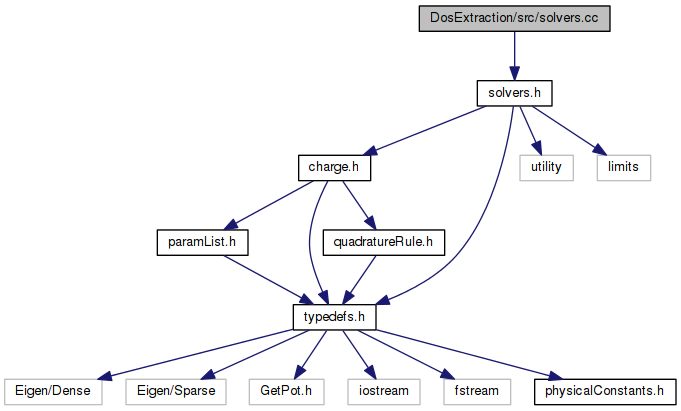 DosExtraction/src/solvers.cc
solvers.h
charge.h
utility
limits
paramList.h
quadratureRule.h
typedefs.h
Eigen/Dense
Eigen/Sparse
GetPot.h
iostream
fstream
physicalConstants.h